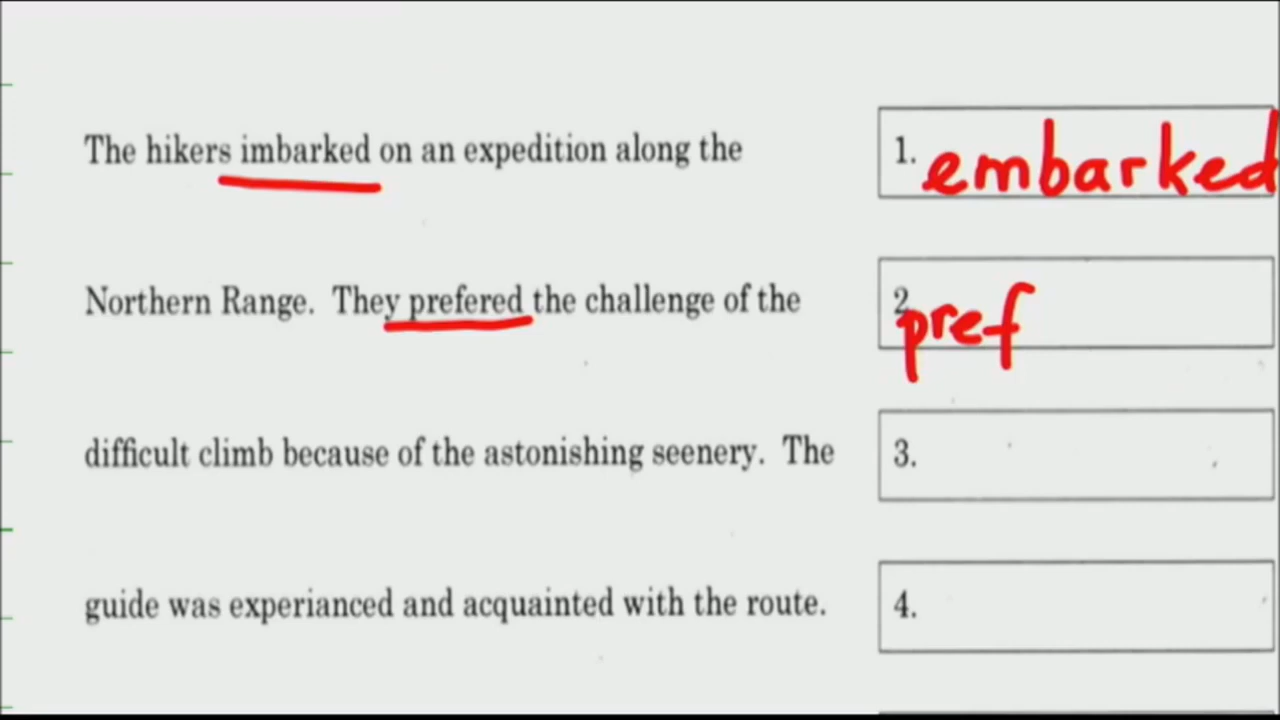 The hikers imbarked on an expedition along the 1. embarked
Northern Range. They prefered the challenge of the 2. pref
difficult climb because of the astonishing seenery. The 3.
guide was experianced and acquainted with the route. 4.